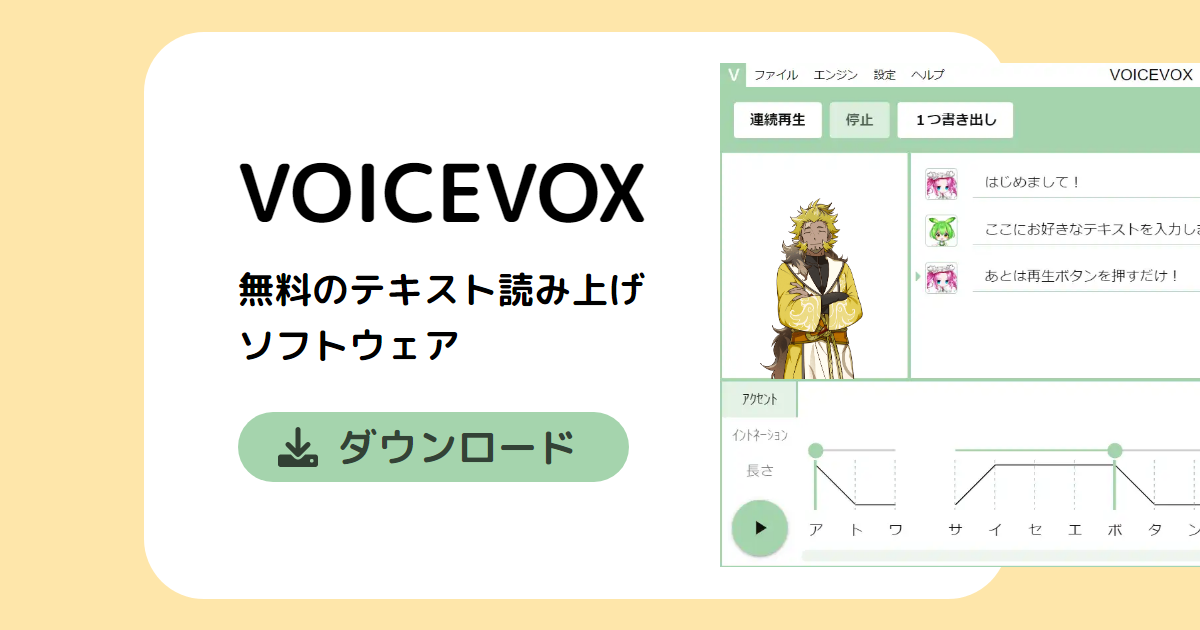 VOICEVOX
無料のテキスト読み上げ
ソフトウェア
ダウンロード
V ファイル エンジン 設定 ヘルプ VOICEVOX
連続再生 停止 1つ書き出し
はじめまして！
ここにお好きなテキストを入力しま
あとは再生ボタンを押すだけ！
アクセント
イントネーション
長さ
ア ト ワ サ イ セ エ ボ タ ン